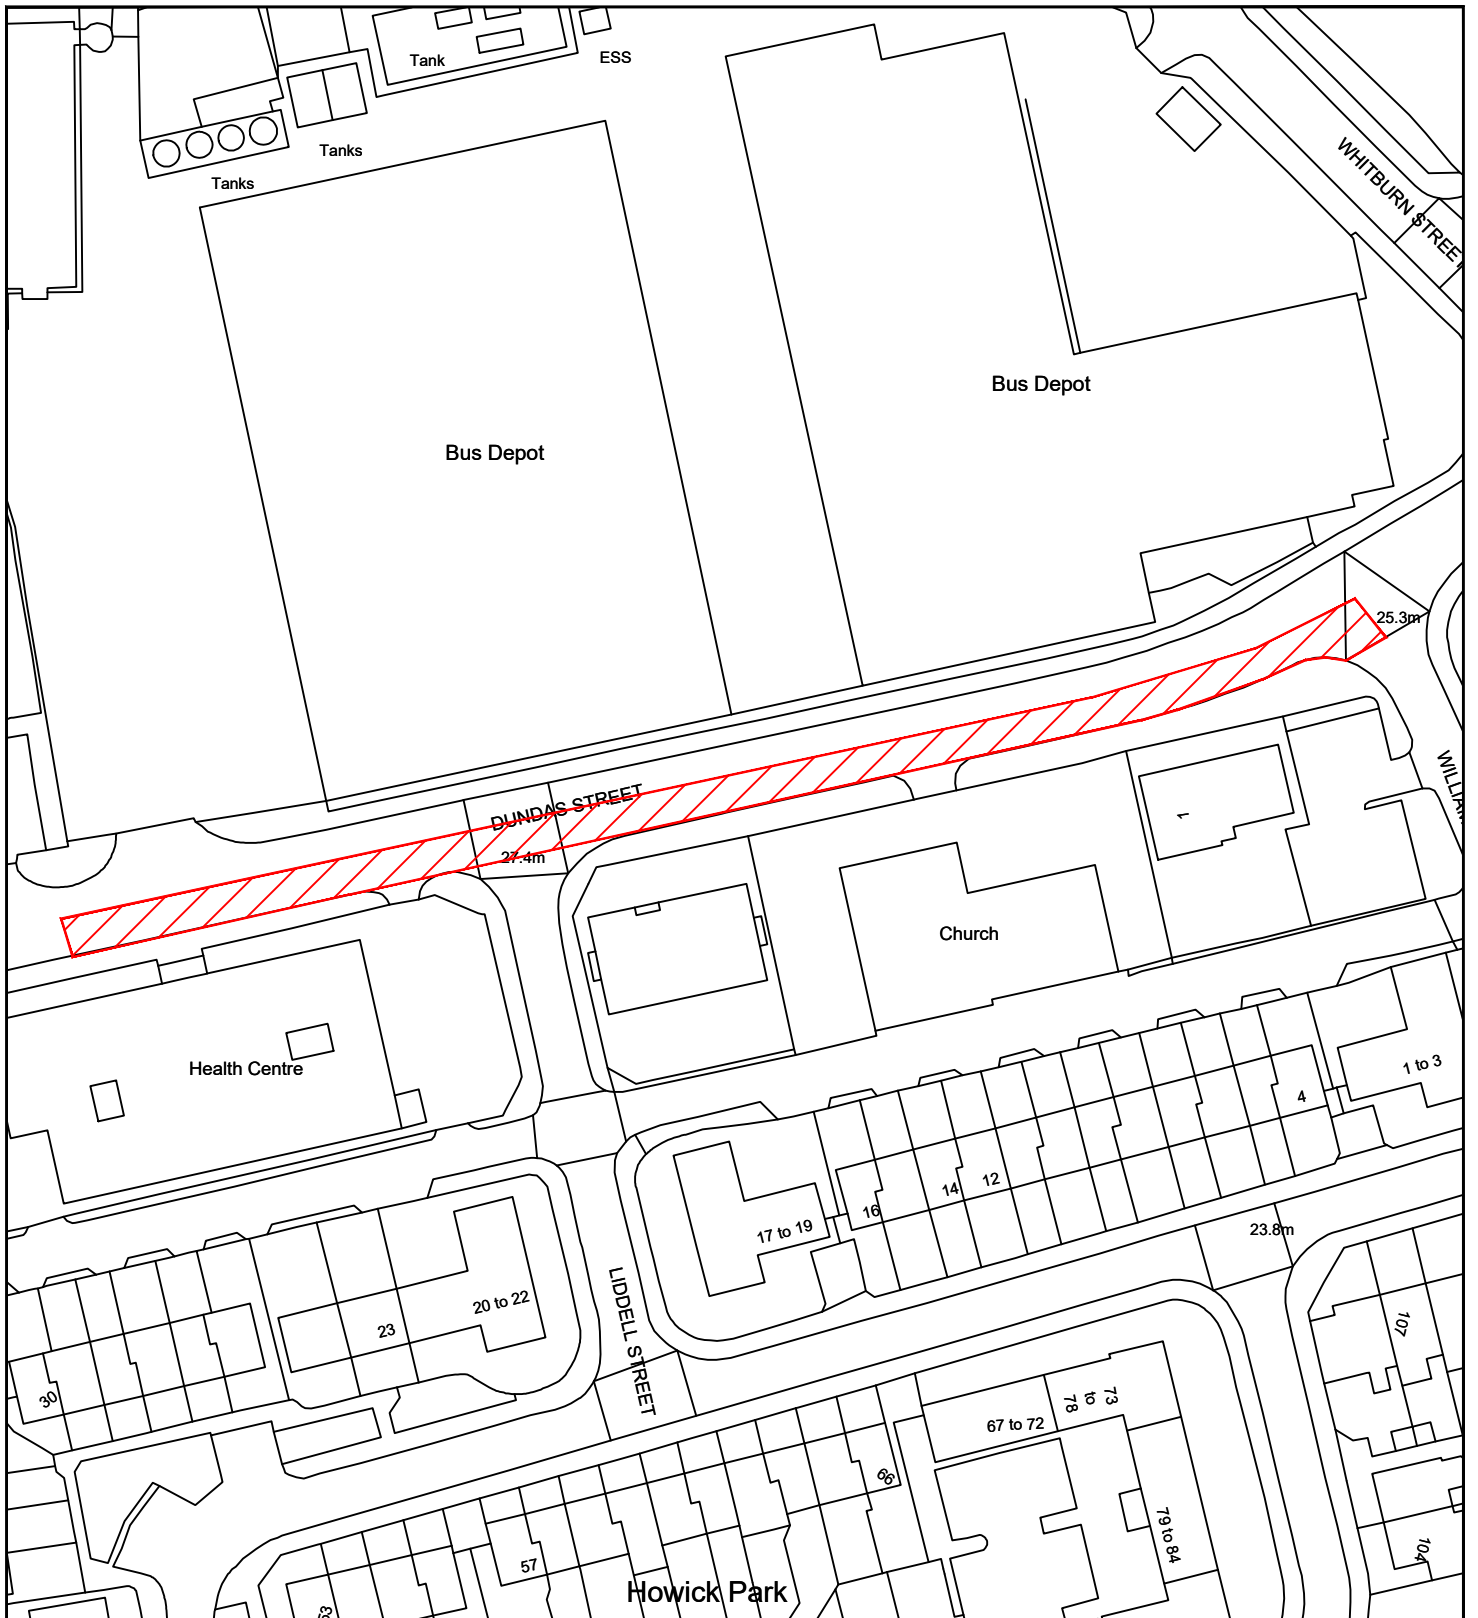 Tank
ESS
Tanks
Tanks
WHITBURN STREET
Bus Depot
Bus Depot
25.3m
DUNDAS STREET
27.4m
WILLIAM
1
Church
Health Centre
1 to 3
4
12
14
16
17 to 19
23.8m
20 to 22
23
30
LIDDELL STREET
107
73
to
78
67 to 72
66
79 to 84
104
57
53
Howick Park